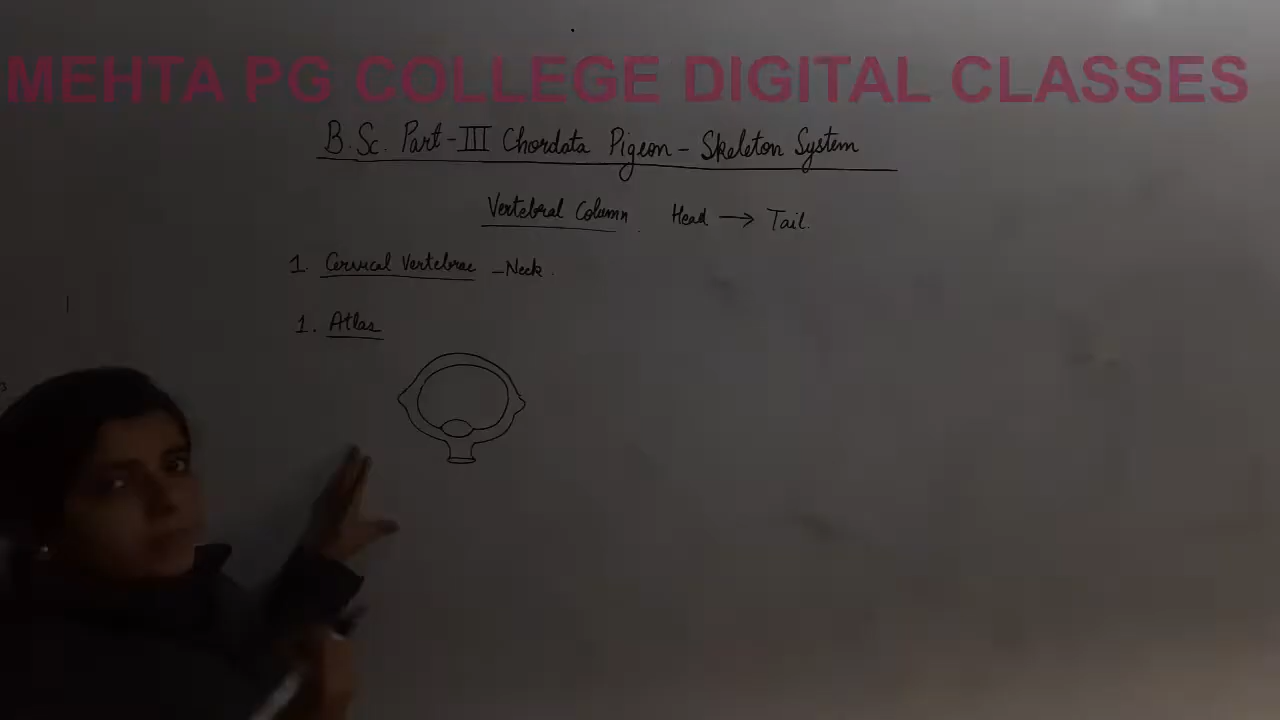 MEHTA PG COLLEGE DIGITAL CLASSES
B.Sc. Part-III Chordata Pigeon - Skeleton System
Vertebral Column Head → Tail.
1. Cervical Vertebrae - Neck.
1. Atlas